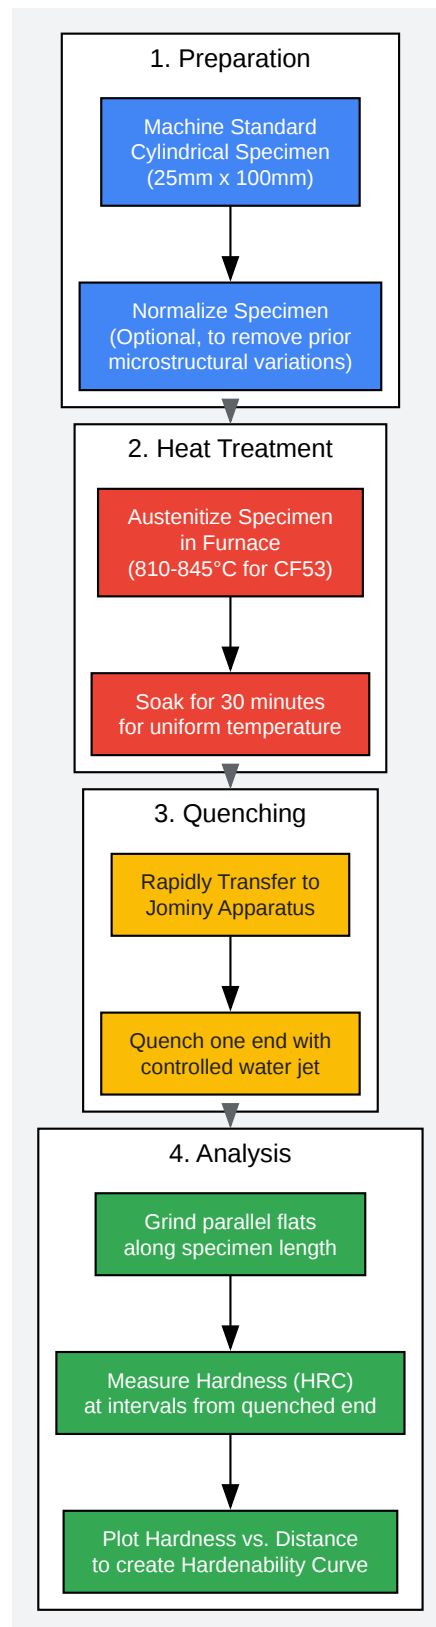 1. Preparation
Machine Standard
Cylindrical Specimen
(25mm x 100mm)
Normalize Specimen
(Optional, to remove prior
microstructural variations)
2. Heat Treatment
Austenitize Specimen
in Furnace
(810-845°C for CF53)
Soak for 30 minutes
for uniform temperature
3. Quenching
Rapidly Transfer to
Jominy Apparatus
Quench one end with
controlled water jet
4. Analysis
Grind parallel flats
along specimen length
Measure Hardness (HRC)
at intervals from quenched end
Plot Hardness vs. Distance
to create Hardenability Curve